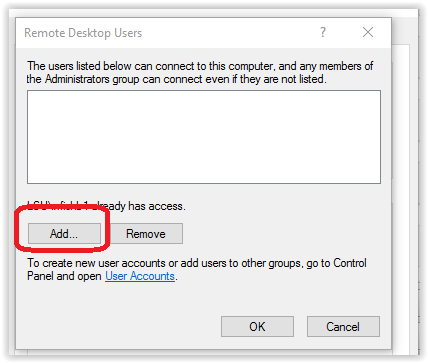 Remote Desktop Users
The users listed below can connect to this computer, and any members of
the Administrators group can connect even if they are not listed.
already has access.
Add...
Remove
To create new user accounts or add users to other groups, go to Control
Panel and open User Accounts.
OK
Cancel